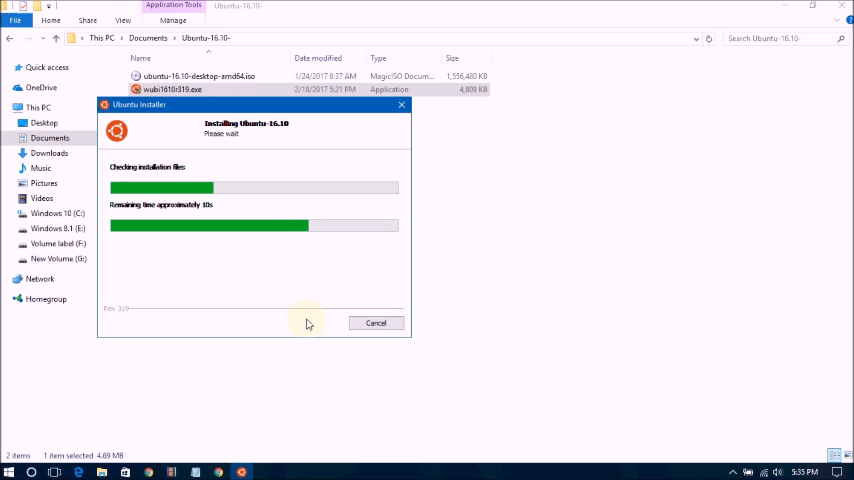 Application Tools
Ubuntu-16.10-
File
Home
Share
View
Manage
This PC > Documents > Ubuntu-16.10-
Search Ubuntu-16.10-
Name
Date modified
Type
Size
Quick access
OneDrive
This PC
Desktop
Documents
Downloads
Music
Pictures
Videos
Windows 10 (C:)
Windows 8.1 (E:)
Volume label (F:)
New Volume (G:)
Network
Homegroup
ubuntu-16.10-desktop-amd64.iso
1/24/2017 8:37 AM
MagicISO Docum...
1,556,480 KB
wubi1610r319.exe
2/18/2017 5:21 PM
Application
4,809 KB
Ubuntu Installer
Installing Ubuntu-16.10
Please wait
Checking installation files
Remaining time approximately 10s
Rev 319
Cancel
2 items
1 item selected 4.69 MB
5:35 PM